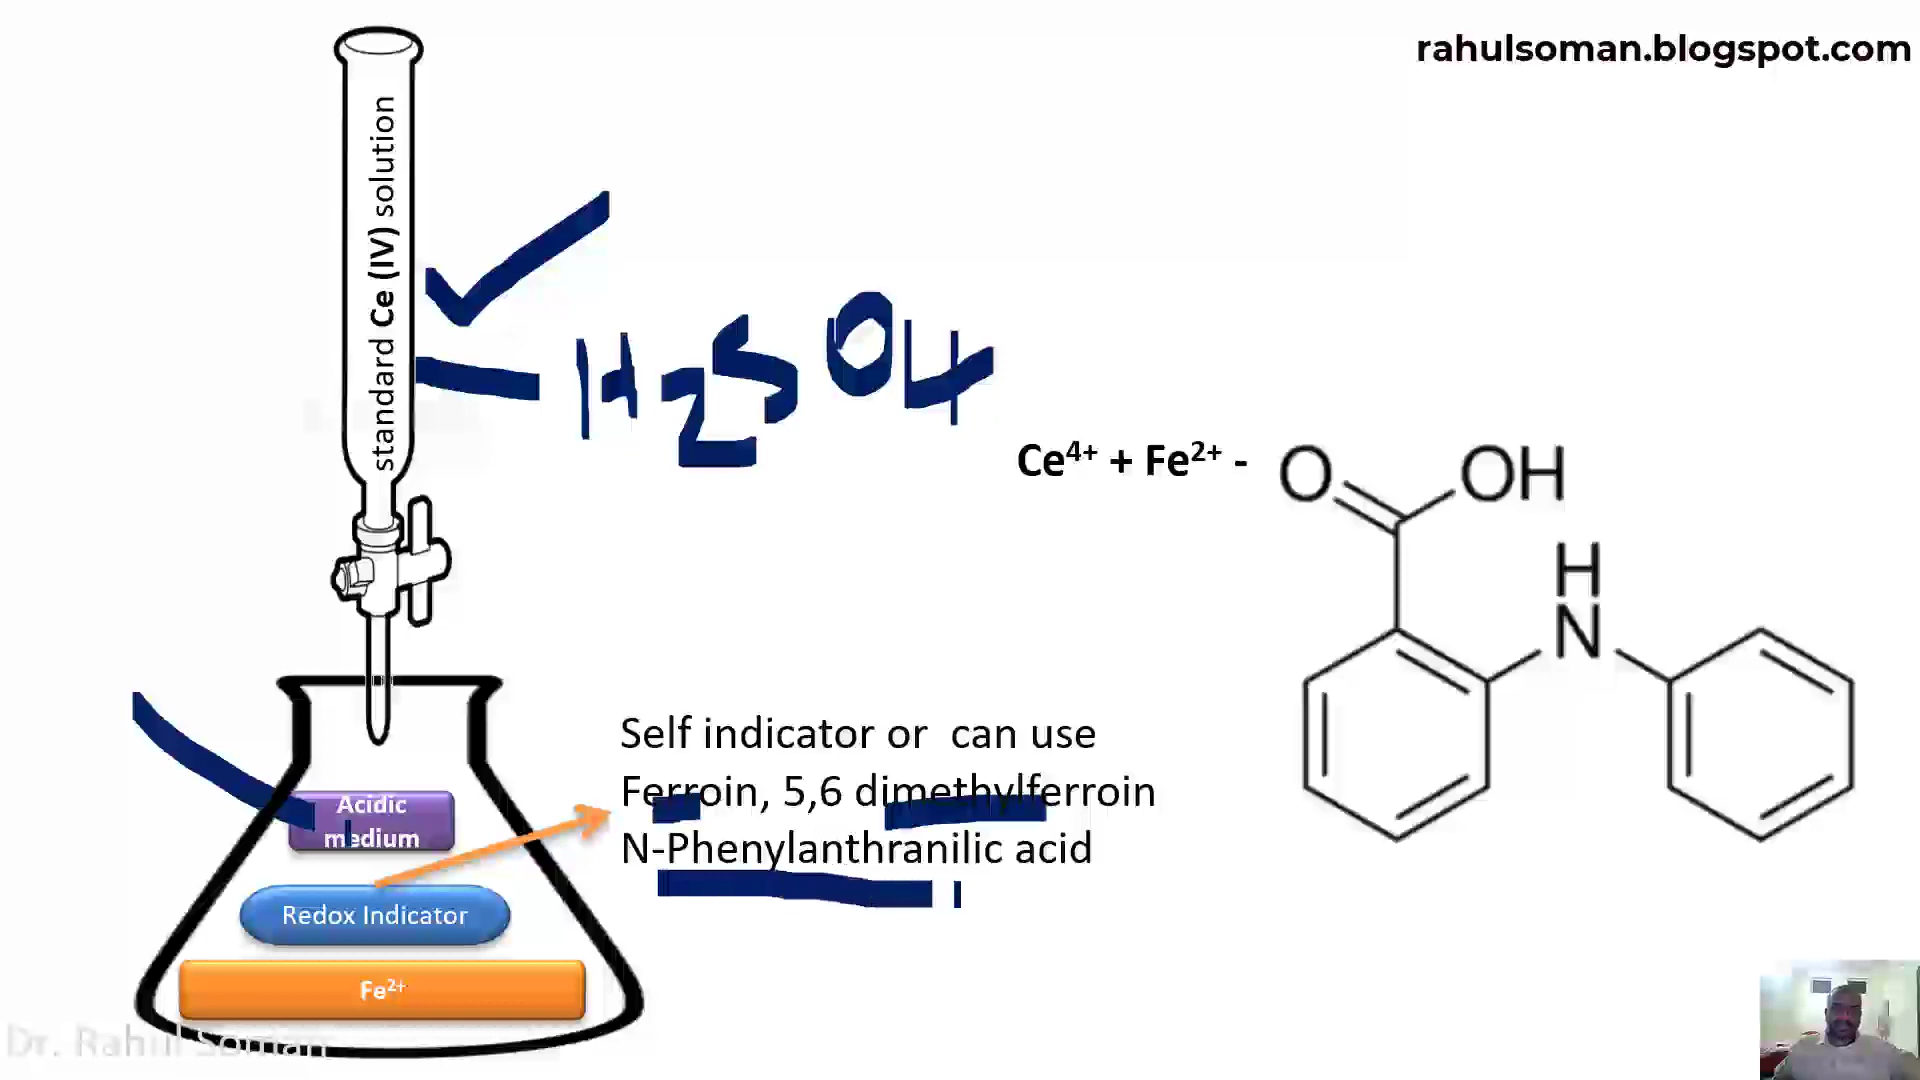 rahulsoman.blogspot.com
standard Ce (IV) solution
H2SO4
Ce⁴⁺ + Fe²⁺ -
O
OH
H
N
Self indicator or can use
Ferroin, 5,6 dimethylferroin
N-Phenylanthranilic acid
Acidic
medium
Redox Indicator
Fe²⁺
Dr. Rahul Soman